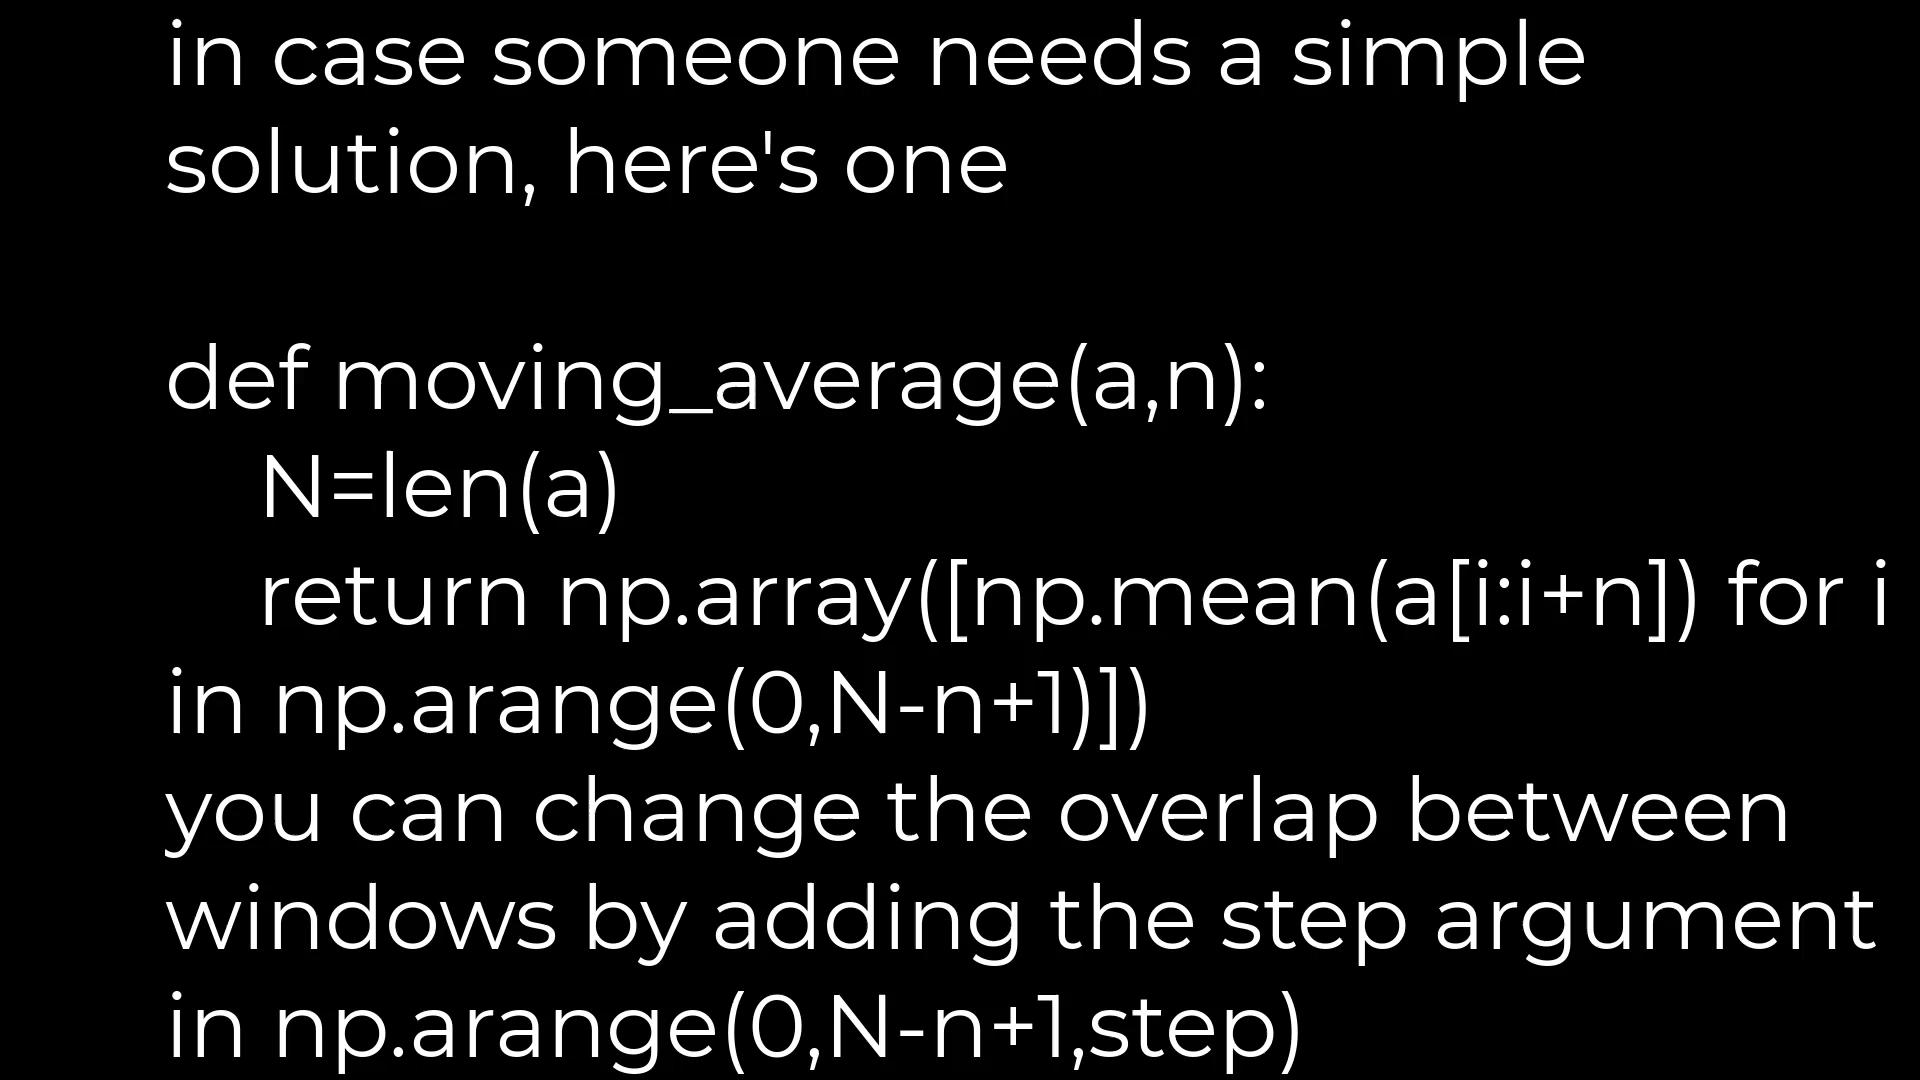 in case someone needs a simple
solution, here's one

def moving_average(a,n):
    N=len(a)
    return np.array([np.mean(a[i:i+n]) for i
in np.arange(0,N-n+1)])
you can change the overlap between
windows by adding the step argument
in np.arange(0,N-n+1,step)